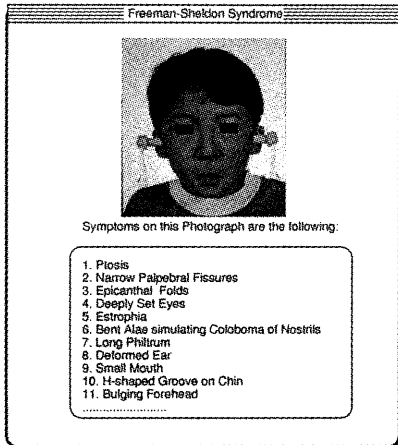 Freeman-Sheldon Syndrome
Symptoms on this Photograph are the following:
1. Ptosis
2. Narrow Palpebral Fissures
3. Epicanthal Folds
4. Deeply Set Eyes
5. Estrophia
6. Bent Alae simulating Coloboma of Nostrils
7. Long Philtrum
8. Deformed Ear
9. Small Mouth
10. H-shaped Groove on Chin
11. Bulging Forehead
........................